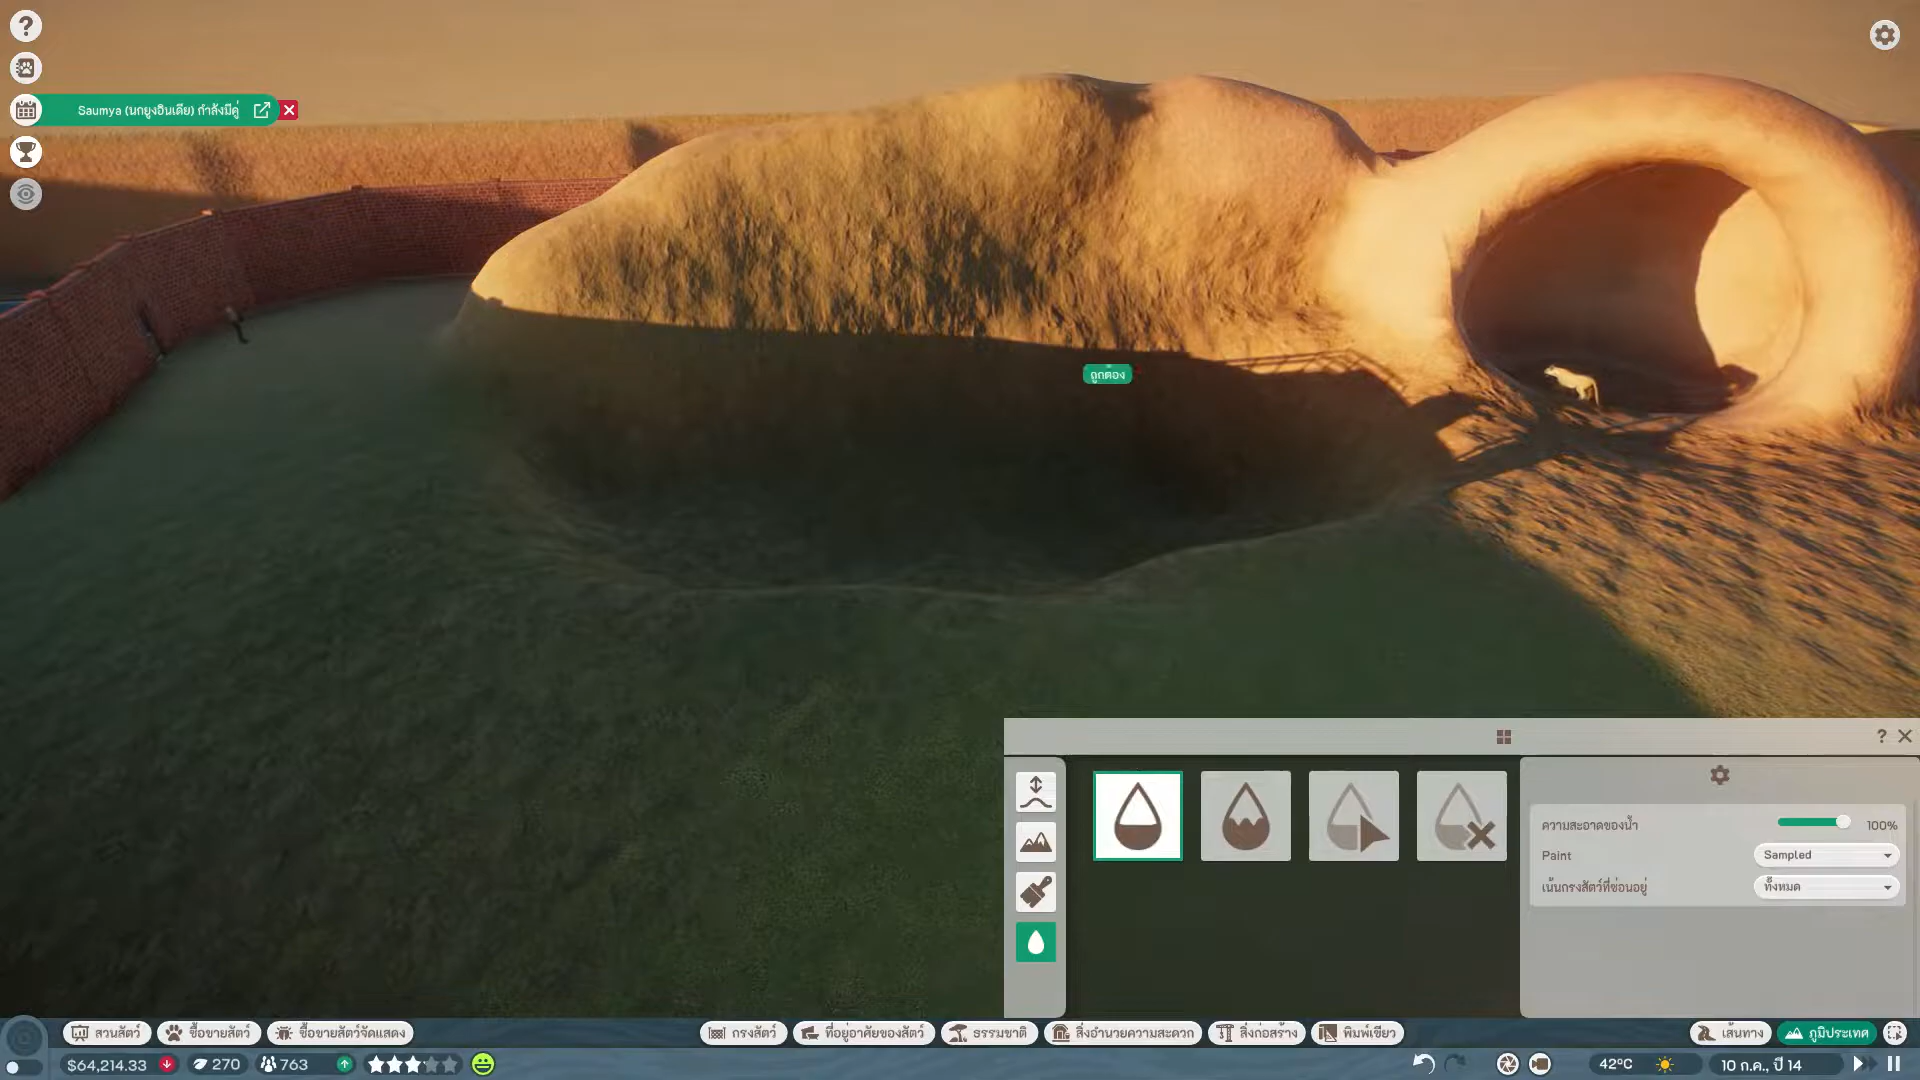 Saumya (นกยูงอินเดีย) กำลังมีคู่
ถูกต้อง
ความสะอาดของน้ำ
100%
Paint
Sampled
เน้นกรงสัตว์ที่ซ่อนอยู่
ทั้งหมด
สวนสัตว์
ซื้อขายสัตว์
ซื้อขายสัตว์จัดแสดง
กรงสัตว์
ที่อยู่อาศัยของสัตว์
ธรรมชาติ
สิ่งอำนวยความสะดวก
สิ่งก่อสร้าง
พิมพ์เขียว
เส้นทาง
ภูมิประเทศ
$64,214.33
270
763
42°C
10 ก.ค., ปี 14